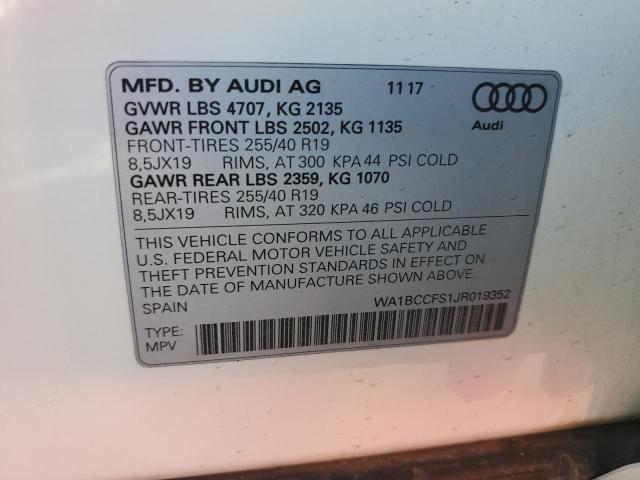 MFD. BY AUDI AG 11 17
GVWR LBS 4707, KG 2135
GAWR FRONT LBS 2502, KG 1135
FRONT-TIRES 255/40 R19
8,5JX19 RIMS, AT 300 KPA 44 PSI COLD
GAWR REAR LBS 2359, KG 1070
REAR-TIRES 255/40 R19
8,5JX19 RIMS, AT 320 KPA 46 PSI COLD
Audi
THIS VEHICLE CONFORMS TO ALL APPLICABLE
U.S. FEDERAL MOTOR VEHICLE SAFETY AND
THEFT PREVENTION STANDARDS IN EFFECT ON
THE DATE OF MANUFACTURE SHOWN ABOVE.
SPAIN WA1BCCFS1JR019352
TYPE:
MPV